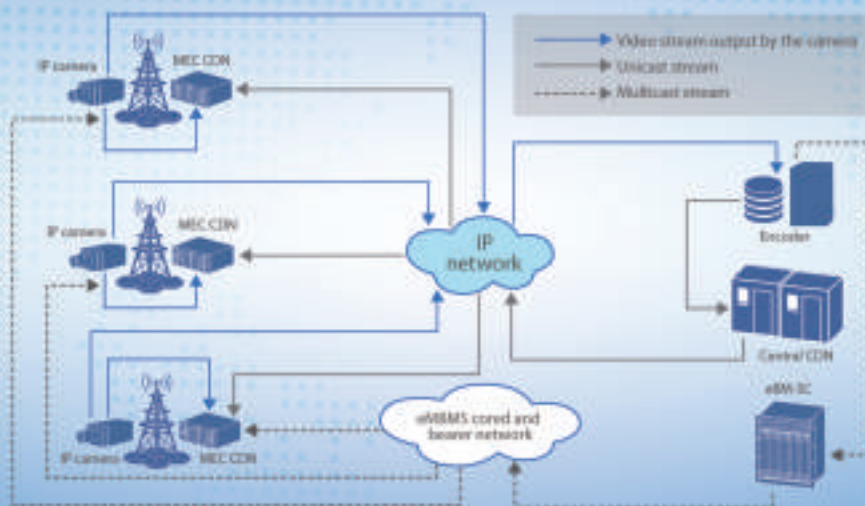 Video stream output by the camera
Unicast stream
Multicast stream
IP camera
MEC CDN
IP camera
MEC CDN
IP
network
Encoder
Central CDN
eMBMS cored and
bearer network
eBM-SC
IP camera
MEC CDN